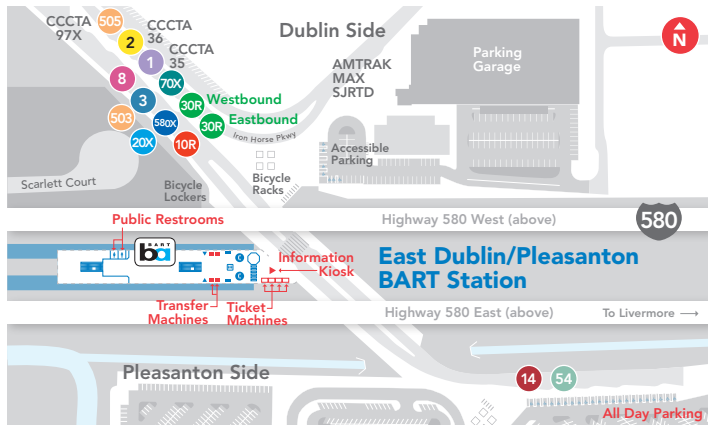 CCCTA
97X
505
CCCTA
36
2
CCCTA
35
1
8
70X
3
30R
Westbound
503
580X
30R
Eastbound
20X
10R
Iron Horse Pkwy
Dublin Side
AMTRAK
MAX
SJRTD
Parking
Garage
N
Accessible
Parking
Scarlett Court
Bicycle
Lockers
Bicycle
Racks
Public Restrooms
Highway 580 West (above)
580
BART
ba
Information
Kiosk
East Dublin/Pleasanton
BART Station
Transfer
Machines
Ticket
Machines
Highway 580 East (above)
To Livermore
Pleasanton Side
14
54
All Day Parking